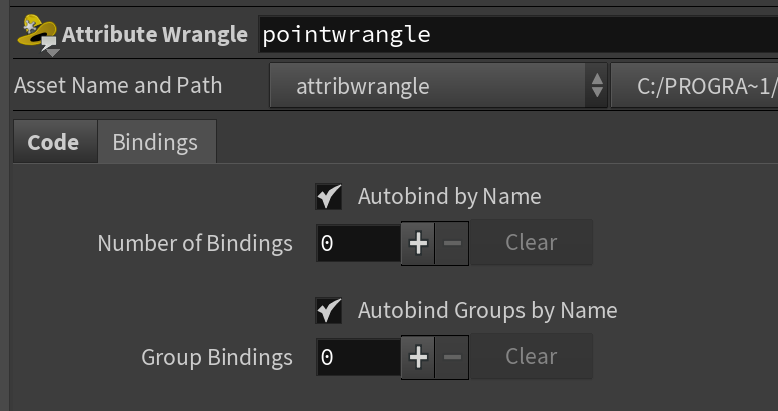 Attribute Wrangle pointwrangle
Asset Name and Path attribwrangle C:/PROGRA~1/
Code Bindings
Autobind by Name
Number of Bindings 0 Clear
Autobind Groups by Name
Group Bindings 0 Clear